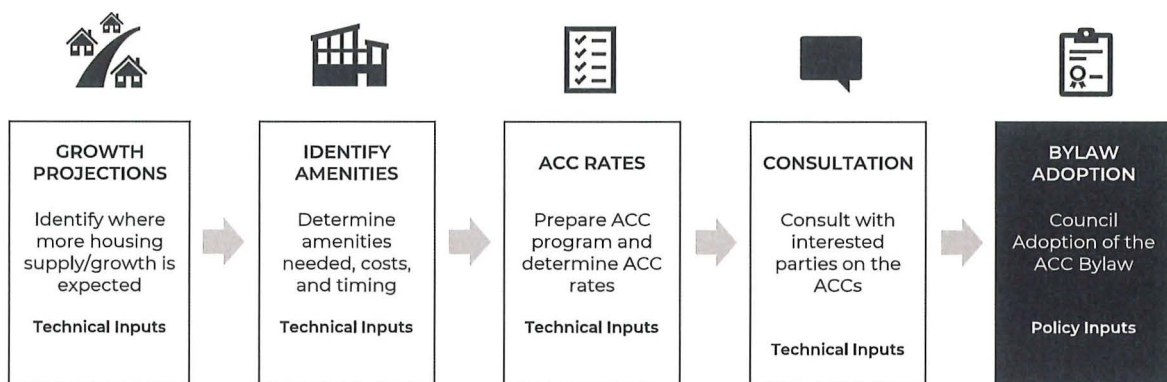 GROWTH
PROJECTIONS
Identify where
more housing
supply/growth is
expected
Technical Inputs
IDENTIFY
AMENITIES
Determine
amenities
needed, costs,
and timing
Technical Inputs
ACC RATES
Prepare ACC
program and
determine ACC
rates
Technical Inputs
CONSULTATION
Consult with
interested
parties on the
ACCs
Technical Inputs
BYLAW
ADOPTION
Council
Adoption of the
ACC Bylaw
Policy Inputs